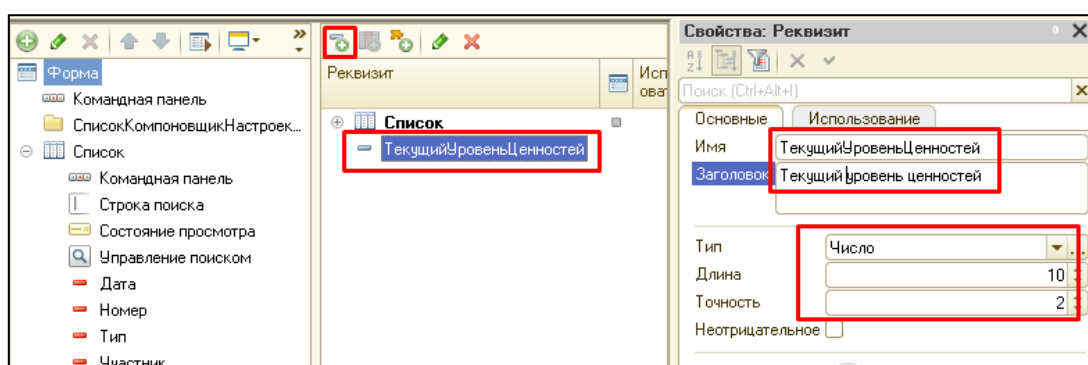 Форма
Командная панель
СписокКомпоновщикНастроек...
Список
Командная панель
Строка поиска
Состояние просмотра
Управление поиском
Дата
Номер
Тип
Участник
Реквизит
Исп
оват
Список
ТекущийУровеньЦенностей
Свойства: Реквизит
Поиск (Ctrl+Alt+I)
Основные
Использование
Имя
ТекущийУровеньЦенностей
Заголовок
Текущий уровень ценностей
Тип
Число
Длина
10
Точность
2
Неотрицательное